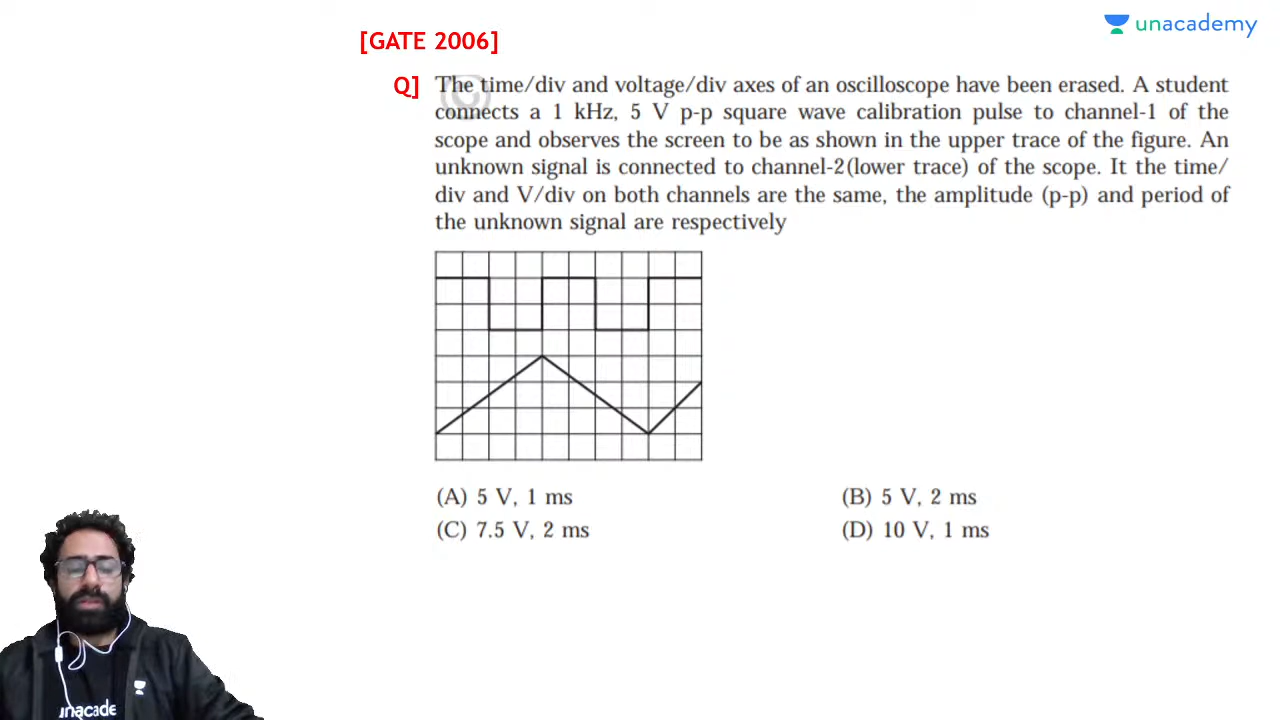 unacademy
[GATE 2006]
Q] The time/div and voltage/div axes of an oscilloscope have been erased. A student
connects a 1 kHz, 5 V p-p square wave calibration pulse to channel-1 of the
scope and observes the screen to be as shown in the upper trace of the figure. An
unknown signal is connected to channel-2(lower trace) of the scope. It the time/
div and V/div on both channels are the same, the amplitude (p-p) and period of
the unknown signal are respectively
(A) 5 V, 1 ms (B) 5 V, 2 ms
(C) 7.5 V, 2 ms (D) 10 V, 1 ms
unacade